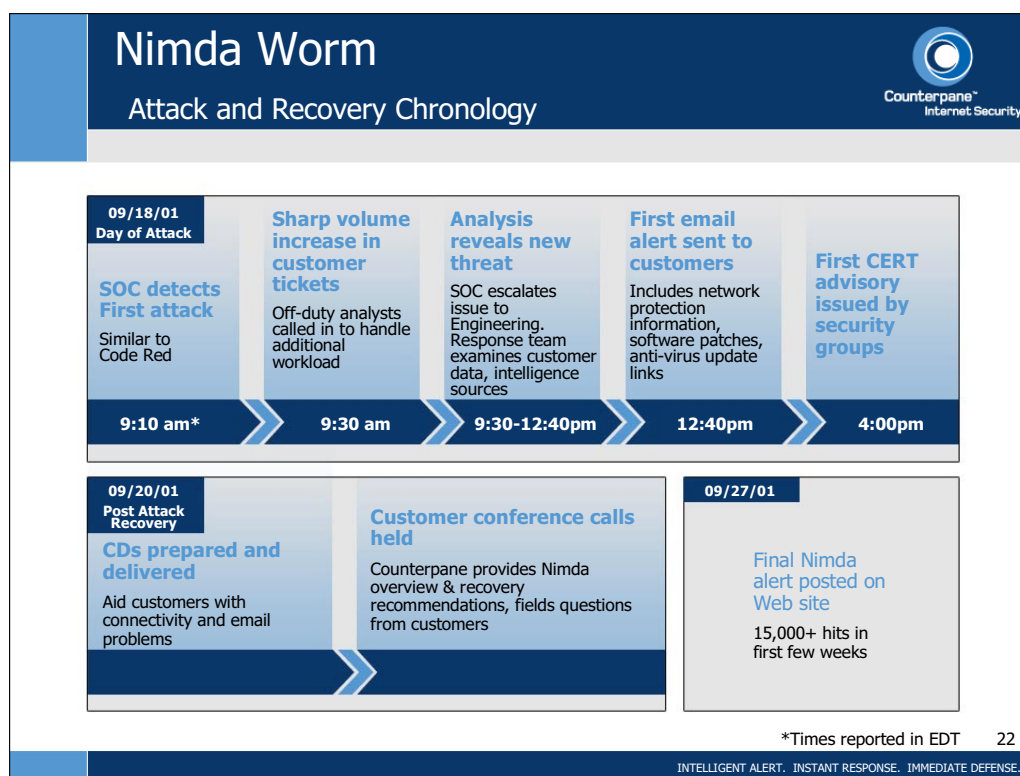 Nimda Worm
Attack and Recovery Chronology
Counterpane™
Internet Security
09/18/01
Day of Attack
SOC detects
First attack
Similar to
Code Red
9:10 am*
Sharp volume
increase in
customer
tickets
Off-duty analysts
called in to handle
additional
workload
9:30 am
Analysis
reveals new
threat
SOC escalates
issue to
Engineering.
Response team
examines customer
data, intelligence
sources
9:30-12:40pm
First email
alert sent to
customers
Includes network
protection
information,
software patches,
anti-virus update
links
12:40pm
First CERT
advisory
issued by
security
groups
4:00pm
09/20/01
Post Attack
Recovery
CDs prepared and
delivered
Aid customers with
connectivity and email
problems
Customer conference calls
held
Counterpane provides Nimda
overview & recovery
recommendations, fields questions
from customers
09/27/01
Final Nimda
alert posted on
Web site
15,000+ hits in
first few weeks
*Times reported in EDT 22
INTELLIGENT ALERT. INSTANT RESPONSE. IMMEDIATE DEFENSE.